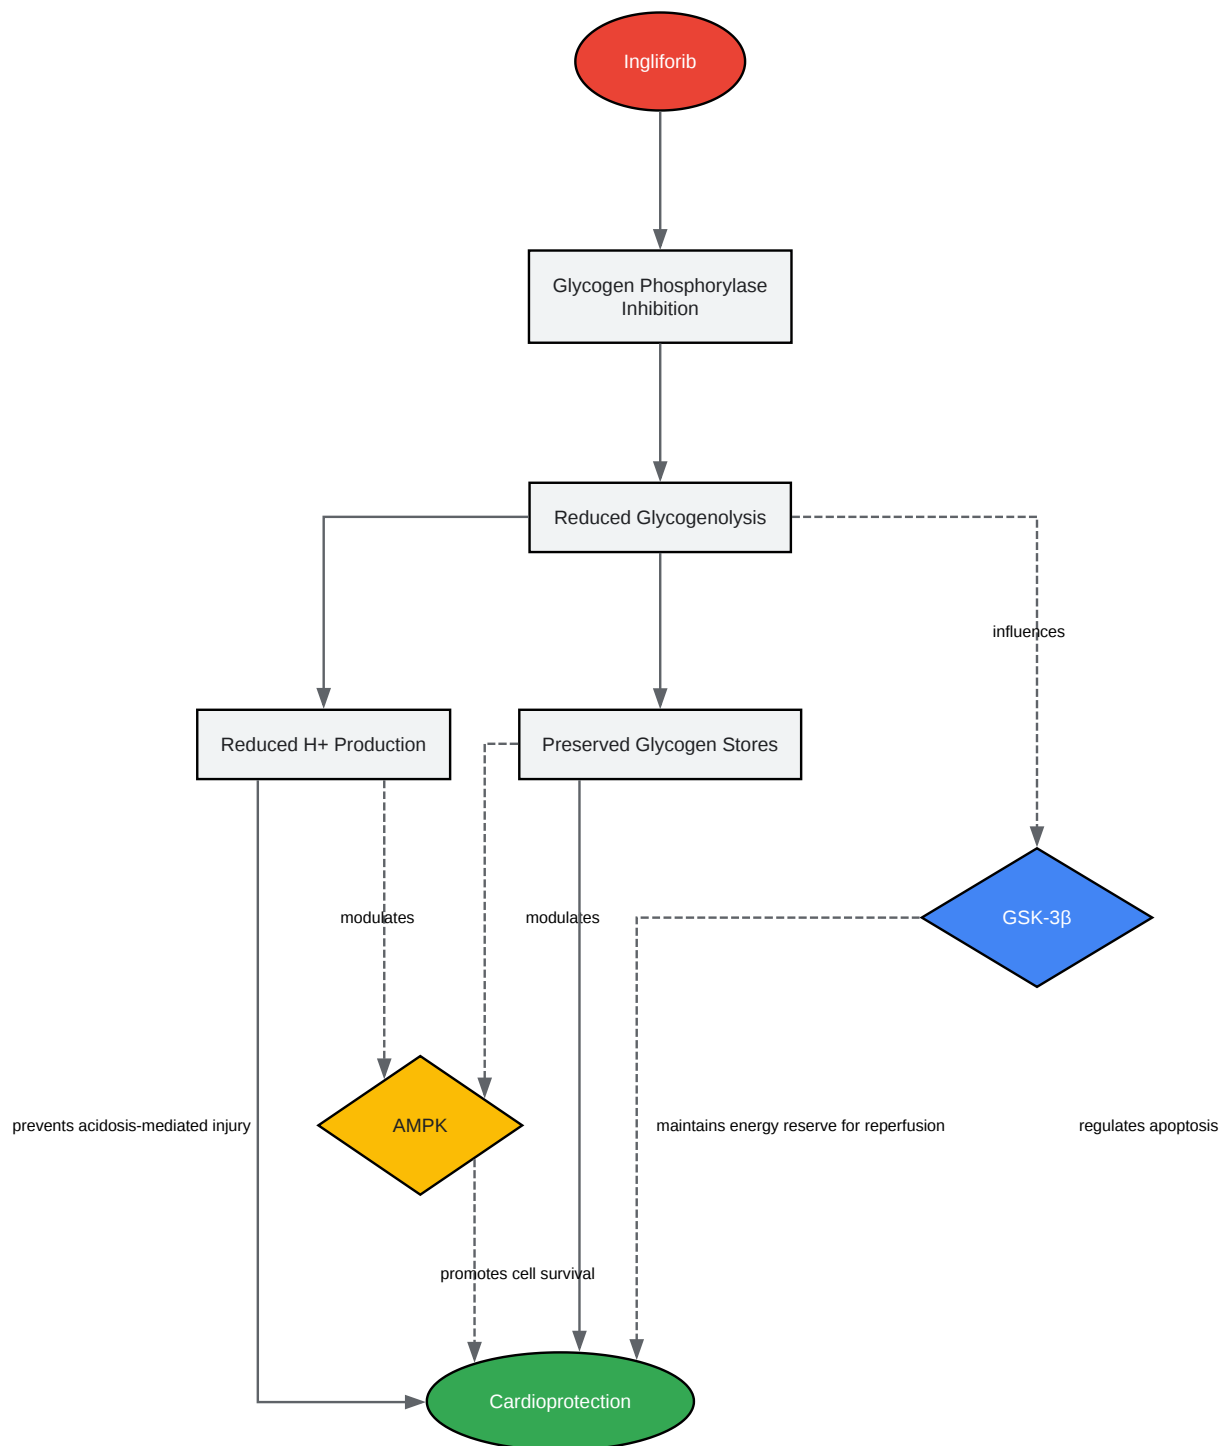 Ingliforib
Glycogen Phosphorylase
Inhibition
Reduced Glycogenolysis
influences
Reduced H+ Production
Preserved Glycogen Stores
modulates
modulates
GSK-3β
prevents acidosis-mediated injury
AMPK
maintains energy reserve for reperfusion
regulates apoptosis
promotes cell survival
Cardioprotection